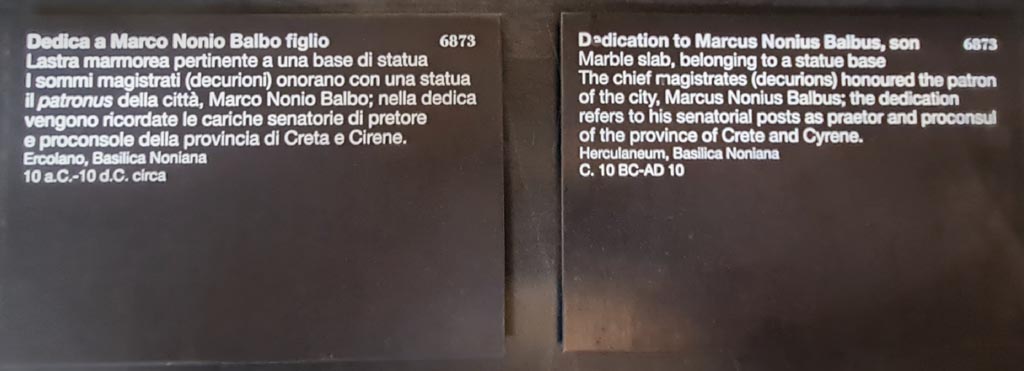 Dedica a Marco Nonio Balbo figlio 6873
Lastra marmorea pertinente a una base di statua
I sommi magistrati (decurioni) onorano con una statua
il patronus della città, Marco Nonio Balbo; nella dedica
vengono ricordate le cariche senatorie di pretore
e proconsole della provincia di Creta e Cirene.
Ercolano, Basilica Noniana
10 a.C.-10 d.C. circa
Dedication to Marcus Nonius Balbus, son 6873
Marble slab, belonging to a statue base
The chief magistrates (decurions) honoured the patron
of the city, Marcus Nonius Balbus; the dedication
refers to his senatorial posts as praetor and proconsul
of the province of Crete and Cyrene.
Herculaneum, Basilica Noniana
C. 10 BC-AD 10